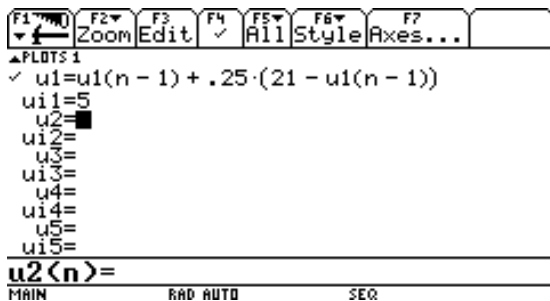 F1 F2▾ F3 F4 F5▾ F6▾ F7
Zoom Edit ✓ All Style Axes...
▲PLOTS 1
✓ u1=u1(n - 1) + .25·(21 - u1(n - 1))
ui1=5
u2=
ui2=
u3=
ui3=
u4=
ui4=
u5=
ui5=
u2(n)=
MAIN RAD AUTO SEQ